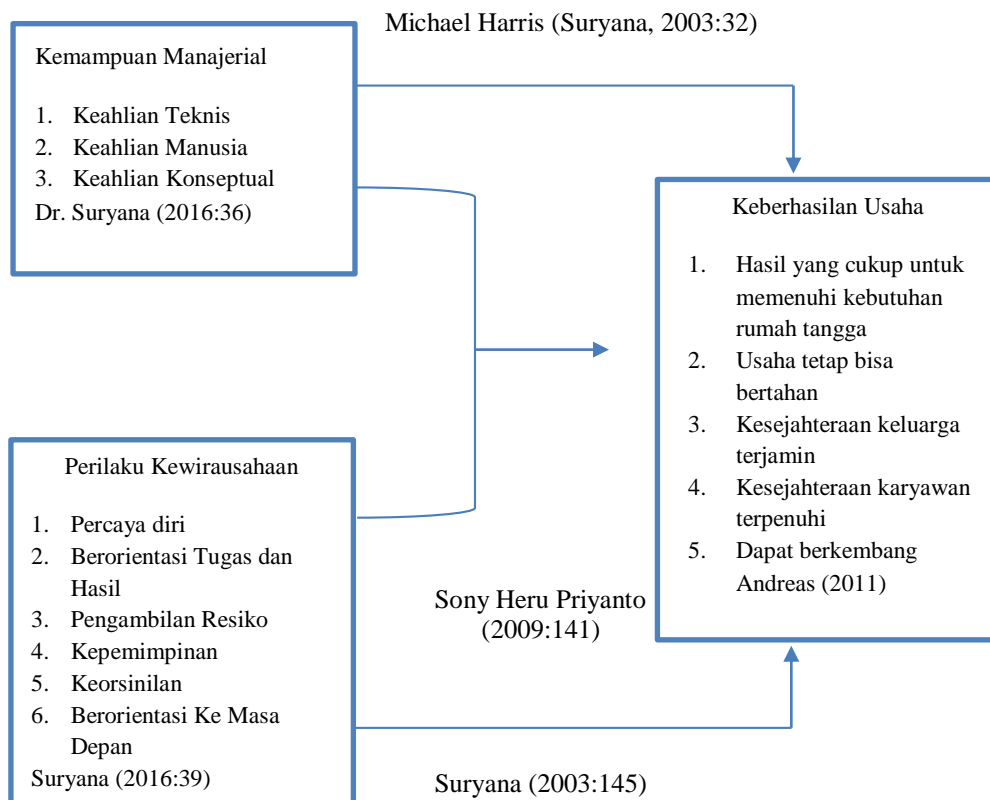 Michael Harris (Suryana, 2003:32)
Kemampuan Manajerial
1. Keahlian Teknis
2. Keahlian Manusia
3. Keahlian Konseptual
Dr. Suryana (2016:36)
Keberhasilan Usaha
1. Hasil yang cukup untuk
memenuhi kebutuhan
rumah tangga
2. Usaha tetap bisa
bertahan
3. Kesejahteraan keluarga
terjamin
4. Kesejahteraan karyawan
terpenuhi
5. Dapat berkembang
Andreas (2011)
Perilaku Kewirausahaan
1. Percaya diri
2. Berorientasi Tugas dan
Hasil
3. Pengambilan Resiko
4. Kepemimpinan
5. Keorsinilan
6. Berorientasi Ke Masa
Depan
Suryana (2016:39)
Sony Heru Priyanto
(2009:141)
Suryana (2003:145)